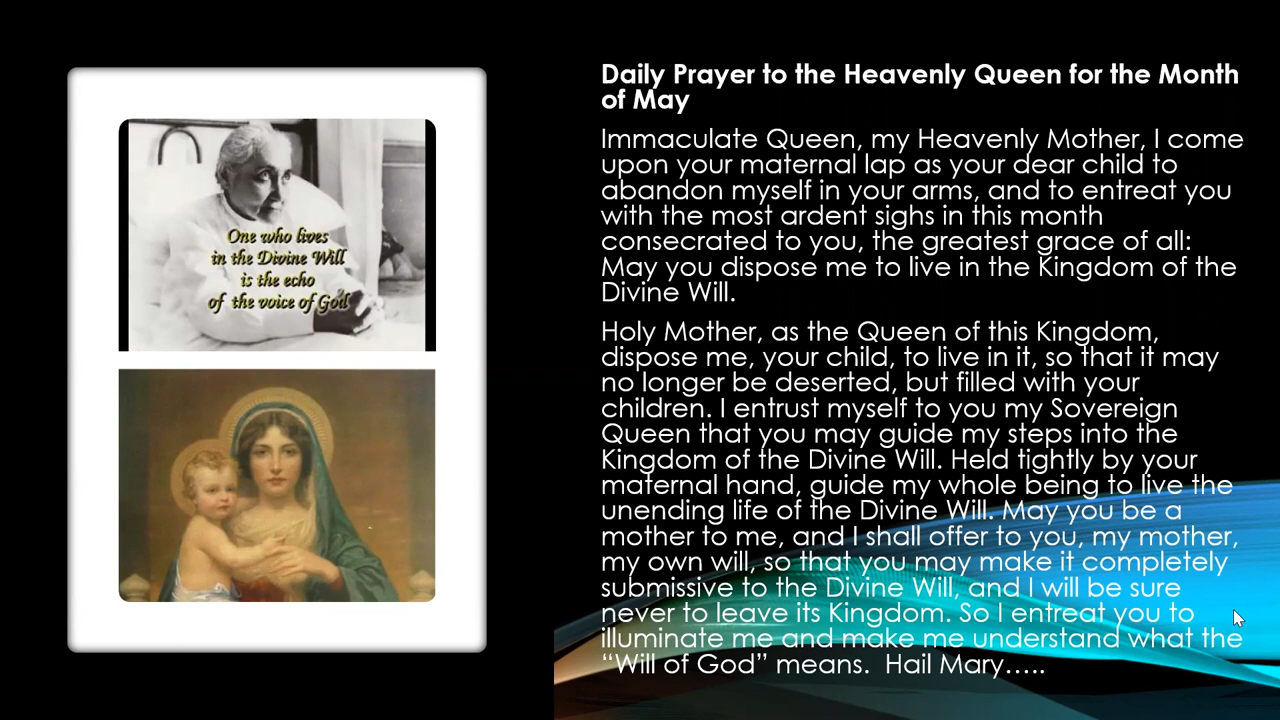 One who lives
in the Divine Will
is the echo
of the voice of God
Daily Prayer to the Heavenly Queen for the Month
of May
Immaculate Queen, my Heavenly Mother, I come
upon your maternal lap as your dear child to
abandon myself in your arms, and to entreat you
with the most ardent sighs in this month
consecrated to you, the greatest grace of all:
May you dispose me to live in the Kingdom of the
Divine Will.
Holy Mother, as the Queen of this Kingdom,
dispose me, your child, to live in it, so that it may
no longer be deserted, but filled with your
children. I entrust myself to you my Sovereign
Queen that you may guide my steps into the
Kingdom of the Divine Will. Held tightly by your
maternal hand, guide my whole being to live the
unending life of the Divine Will. May you be a
mother to me, and I shall offer to you, my mother,
my own will, so that you may make it completely
submissive to the Divine Will, and I will be sure
never to leave its Kingdom. So I entreat you to
illuminate me and make me understand what the
“Will of God” means.  Hail Mary…..